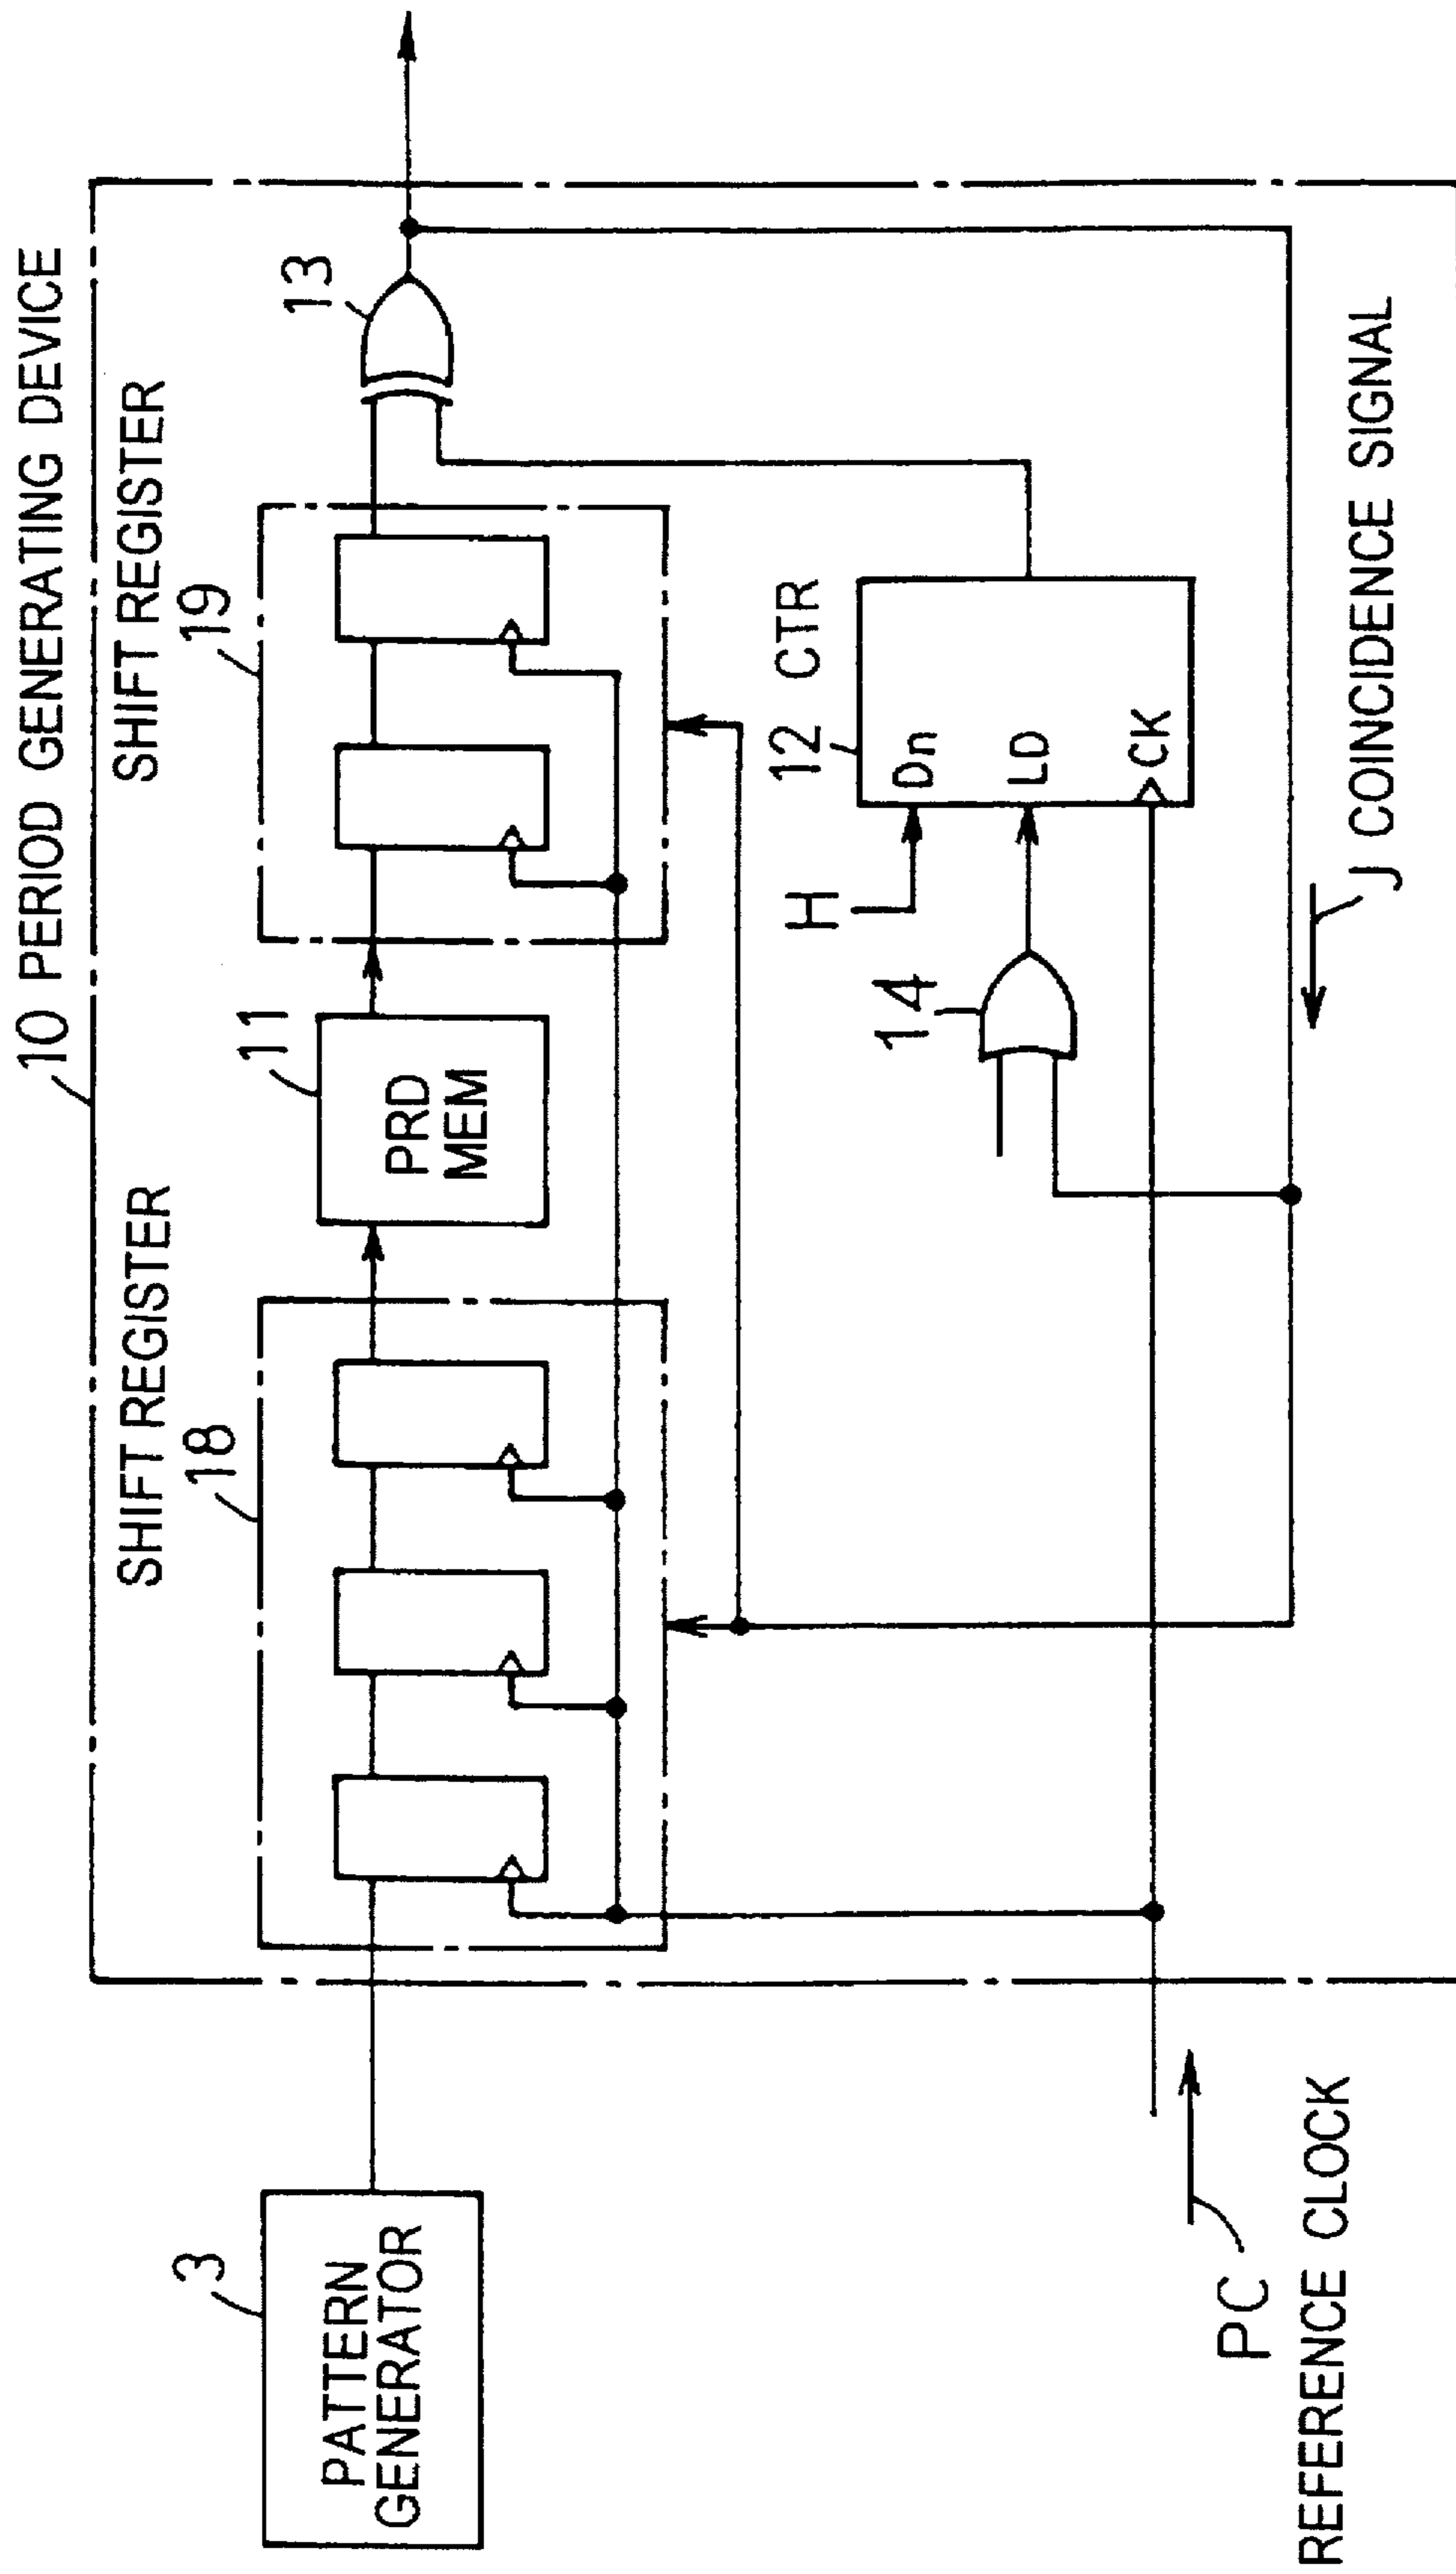 10 PERIOD GENERATING DEVICE
SHIFT REGISTER
18
SHIFT REGISTER
19
13
3
PATTERN
GENERATOR
11
PRD
MEM
12 CTR
H
Dn
LD
CK
14
PC
REFERENCE CLOCK
J COINCIDENCE SIGNAL